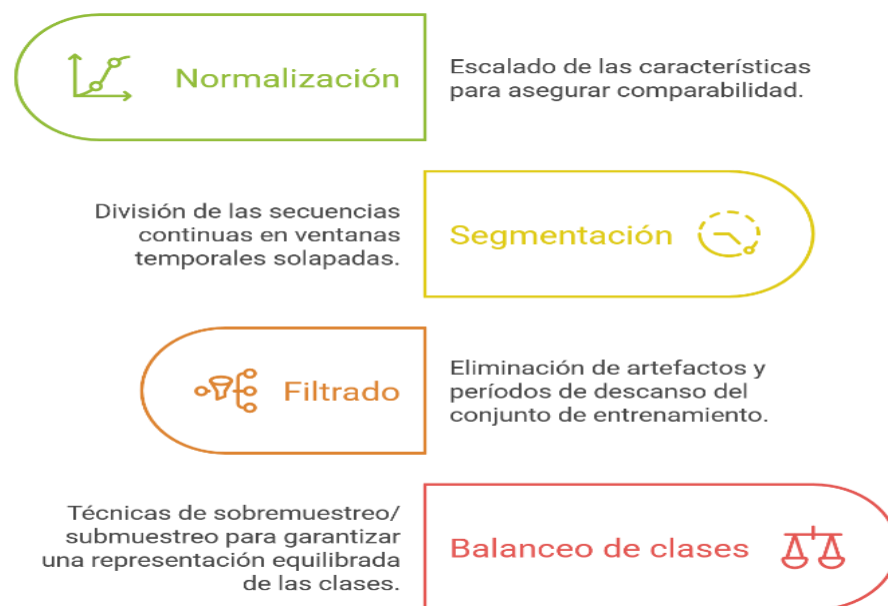 Normalización
Escalado de las características
para asegurar comparabilidad.
División de las secuencias
continuas en ventanas
temporales solapadas.
Segmentación
Filtrado
Eliminación de artefactos y
períodos de descanso del
conjunto de entrenamiento.
Técnicas de sobremuestreo/
submuestreo para garantizar
una representación equilibrada
de las clases.
Balanceo de clases